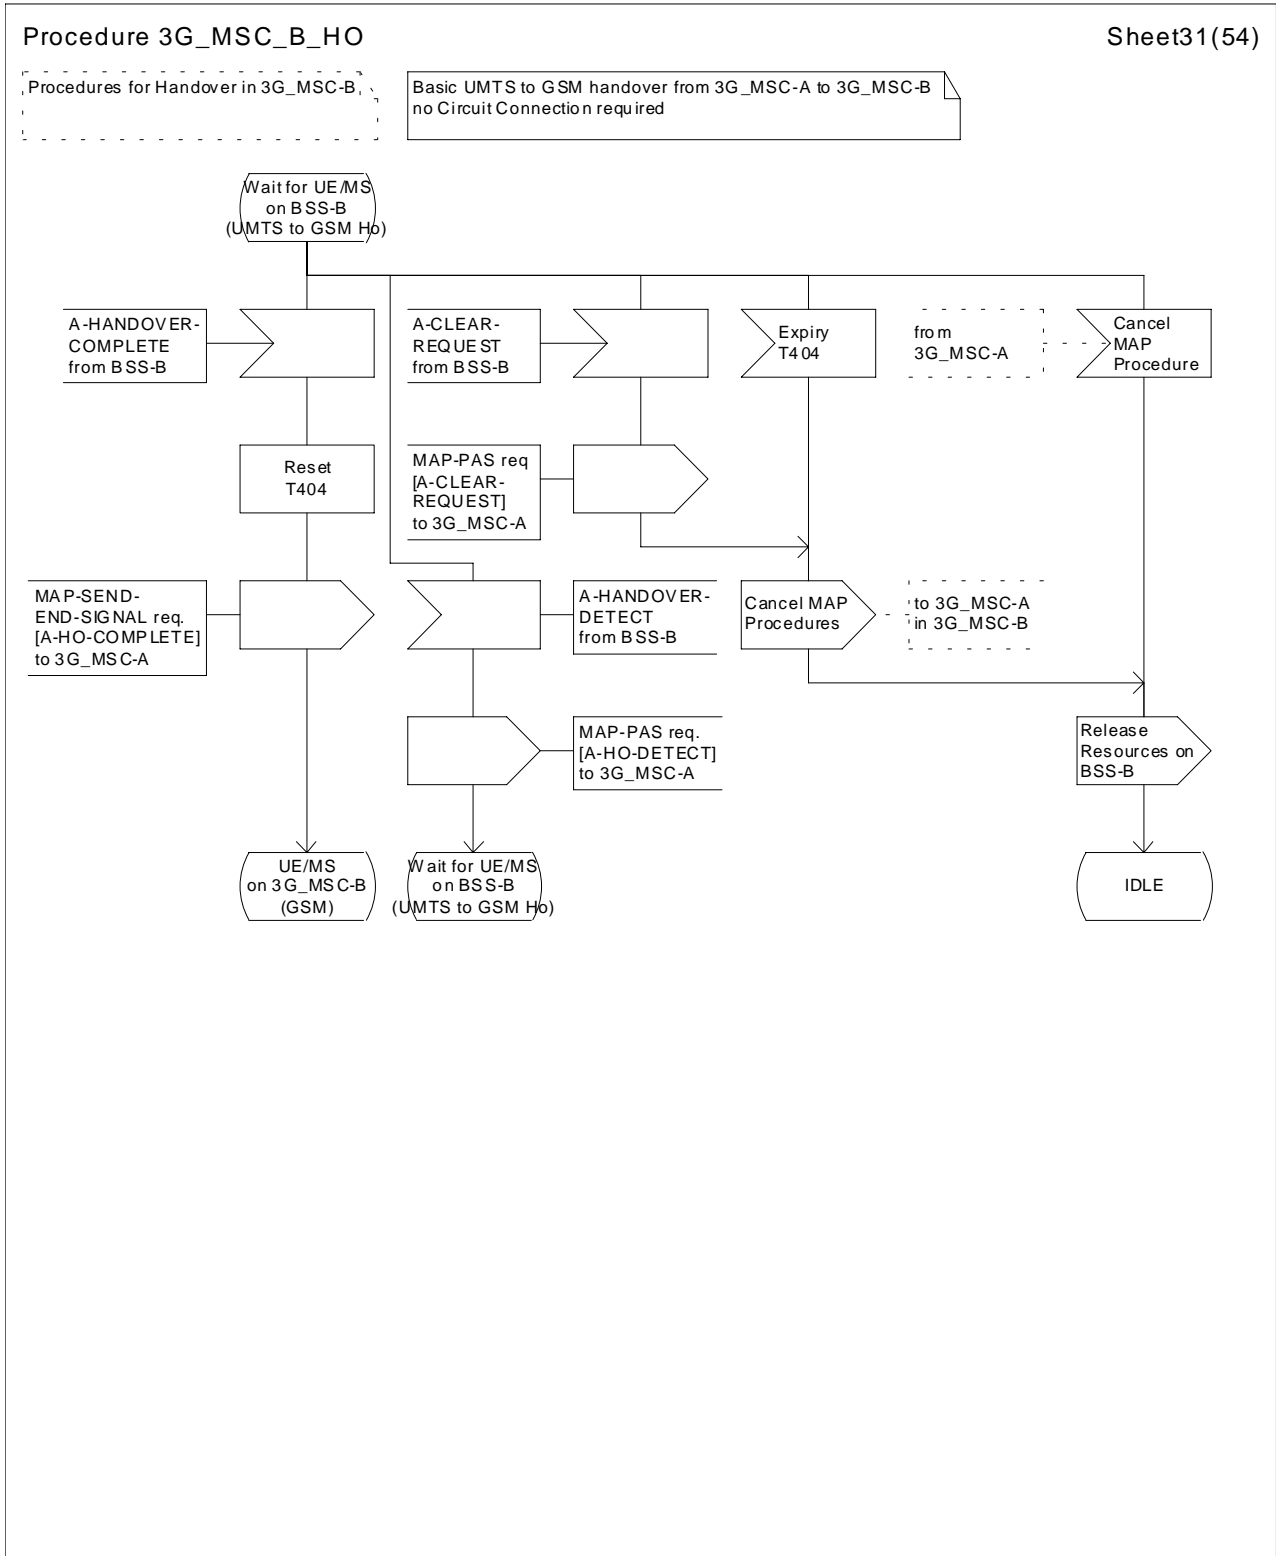 Procedure 3G_MSC_B_HO
Sheet31(54)
Procedures for Handover in 3G_MSC-B
Basic UMTS to GSM handover from 3G_MSC-A to 3G_MSC-B
no Circuit Connection required
Wait for UE/MS
on BSS-B
(UMTS to GSM Ho)
A-HANDOVER-
COMPLETE
from BSS-B
A-CLEAR-
REQUEST
from BSS-B
Expiry
T404
from
3G_MSC-A
Cancel
MAP
Procedure
Reset
T404
MAP-PAS req
[A-CLEAR-
REQUEST]
to 3G_MSC-A
MAP-SEND-
END-SIGNAL req.
[A-HO-COMPLETE]
to 3G_MSC-A
A-HANDOVER-
DETECT
from BSS-B
Cancel MAP
Procedures
to 3G_MSC-A
in 3G_MSC-B
MAP-PAS req.
[A-HO-DETECT]
to 3G_MSC-A
Release
Resources on
BSS-B
UE/MS
on 3G_MSC-B
(GSM)
Wait for UE/MS
on BSS-B
(UMTS to GSM Ho)
IDLE